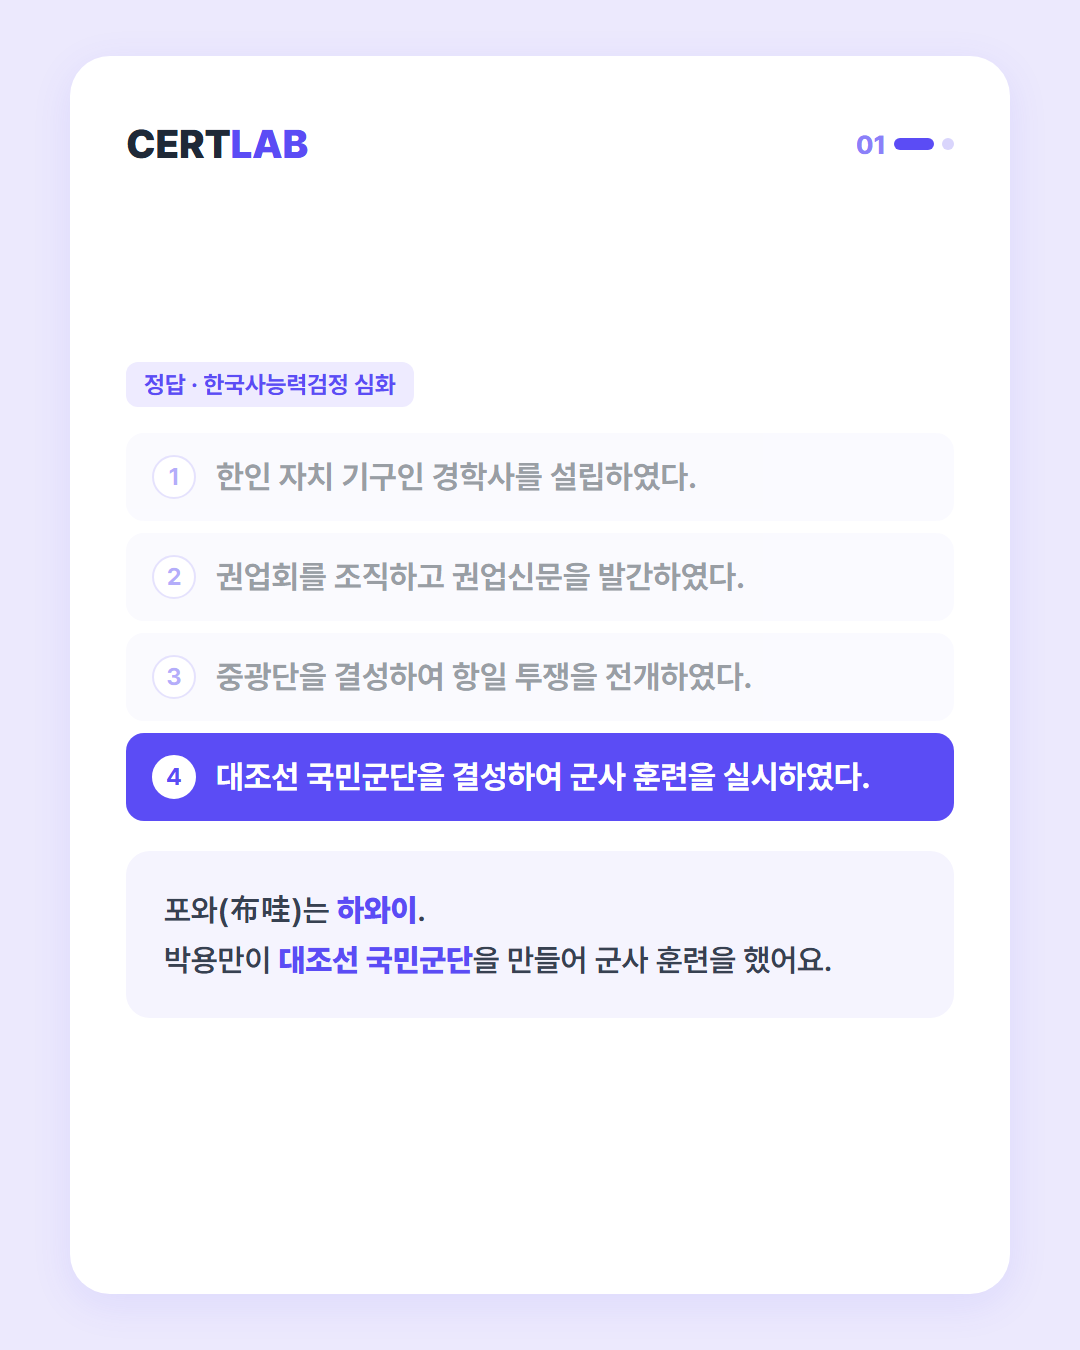 CERTLAB
01
정답 · 한국사능력검정 심화
1 한인 자치 기구인 경학사를 설립하였다.
2 권업회를 조직하고 권업신문을 발간하였다.
3 중광단을 결성하여 항일 투쟁을 전개하였다.
4 대조선 국민군단을 결성하여 군사 훈련을 실시하였다.
포와(布哇)는 하와이.
박용만이 대조선 국민군단을 만들어 군사 훈련을 했어요.